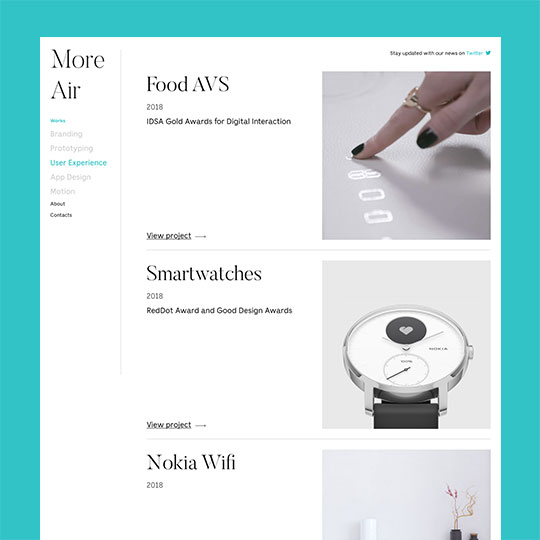 More
Air
Works
Branding
Prototyping
User Experience
App Design
Motion
About
Contacts
Stay updated with our news on Twitter
Food AVS
2018
IDSA Gold Awards for Digital Interaction
View project
Smartwatches
2018
RedDot Award and Good Design Awards
View project
NOKIA
100%
Nokia Wifi
2018